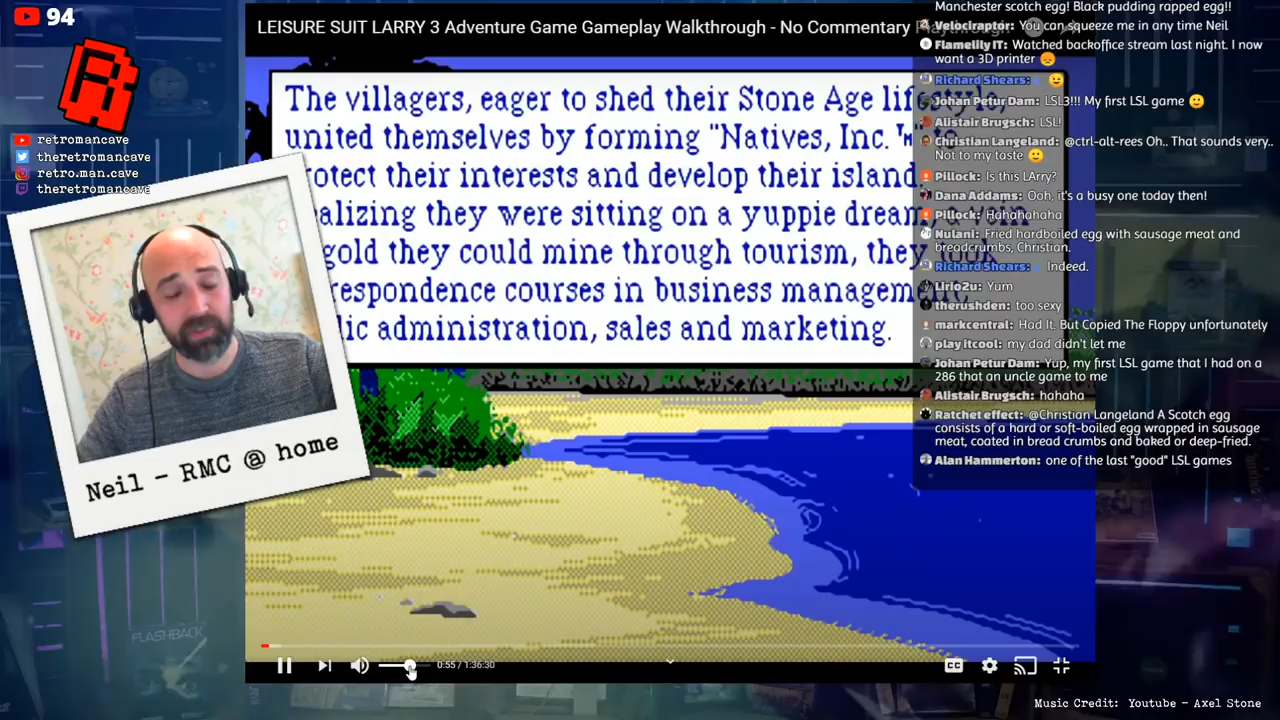 94
retromancave
theretromancave
retro.man.cave
theretromancave
Neil - RMC @ home
LEISURE SUIT LARRY 3 Adventure Game Gameplay Walkthrough - No Commentary
The villagers, eager to shed their Stone Age lifestyle,
united themselves by forming "Natives, Inc.™" to
protect their interests and develop their island.
realizing they were sitting on a yuppie dream,
gold they could mine through tourism, they took
respondence courses in business management,
lic administration, sales and marketing.
0:55 / 1:36:30
CC
Manchester scotch egg! Black pudding rapped egg!!
Velociraptor: You can squeeze me in any time Neil
FlamelilyIT: Watched backoffice stream last night. I now
want a 3D printer 😞
Richard Shears: 😉
Johan Petur Dam: LSL3!!! My first LSL game 🙂
Alistair Brugsch: LSL!
Christian Langeland: @ctrl-alt-rees Oh.. That sounds very..
Not to my taste 🙂
Pillock: Is this LArry?
Dana Addams: Ooh, it's a busy one today then!
Pillock: Hahahahaha
Nulani: Fried hardboiled egg with sausage meat and
breadcrumbs, Christian.
Richard Shears: Indeed.
Lirio2u: Yum
therushden: too sexy
markcentral: Had It. But Copied The Floppy unfortunately
play itcool: my dad didn't let me
Johan Petur Dam: Yup, my first LSL game that I had on a
286 that an uncle game to me
Alistair Brugsch: hahaha
Ratchet effect: @Christian Langeland A Scotch egg
consists of a hard or soft-boiled egg wrapped in sausage
meat, coated in bread crumbs and baked or deep-fried.
Alan Hammerton: one of the last "good" LSL games
FLASHBACK
Music Credit: Youtube - Axel Stone